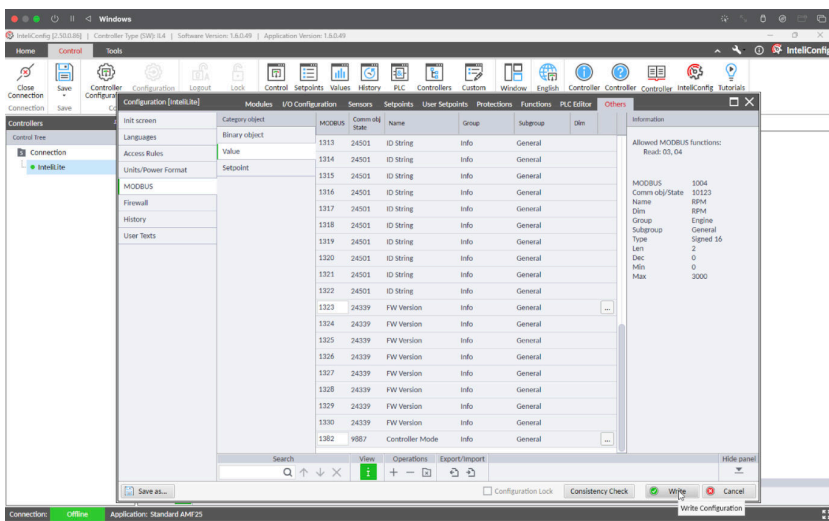 Windows
InteliConfig [2.50.0.86] | Controller Type (SW): IL4 | Software Version: 1.6.0.49 | Application Version: 1.6.0.49
Home Control Tools InteliConfig
Close Connection Save Controller Configuration Logout Lock Control Setpoints Values History PLC Controllers Custom Window English Controller Controller Controller InteliConfig Tutorials
Connection Save
Controllers
Control Tree
Connection
InteliLite
Configuration [InteliLite] Modules I/O Configuration Sensors Setpoints User Setpoints Protections Functions PLC Editor Others
Init screen
Languages
Access Rules
Units/Power Format
MODBUS
Firewall
History
User Texts
Category object
Binary object
Value
Setpoint
MODBUS Comm obj State Name Group Subgroup Dim
1313 24501 ID String Info General
1314 24501 ID String Info General
1315 24501 ID String Info General
1316 24501 ID String Info General
1317 24501 ID String Info General
1318 24501 ID String Info General
1319 24501 ID String Info General
1320 24501 ID String Info General
1321 24501 ID String Info General
1322 24501 ID String Info General
1323 24339 FW Version Info General ...
1324 24339 FW Version Info General
1325 24339 FW Version Info General
1326 24339 FW Version Info General
1327 24339 FW Version Info General
1328 24339 FW Version Info General
1329 24339 FW Version Info General
1330 24339 FW Version Info General
1382 9887 Controller Mode Info General ...
Information
Allowed MODBUS functions:
Read: 03, 04
MODBUS 1004
Comm obj/State 10123
Name RPM
Dim RPM
Group Engine
Subgroup General
Type Signed 16
Len 2
Dec 0
Min 0
Max 3000
Search View Operations Export/Import Hide panel
Save as... Configuration Lock Consistency Check Write Cancel
Write Configuration
Connection: Offline Application: Standard AMF25